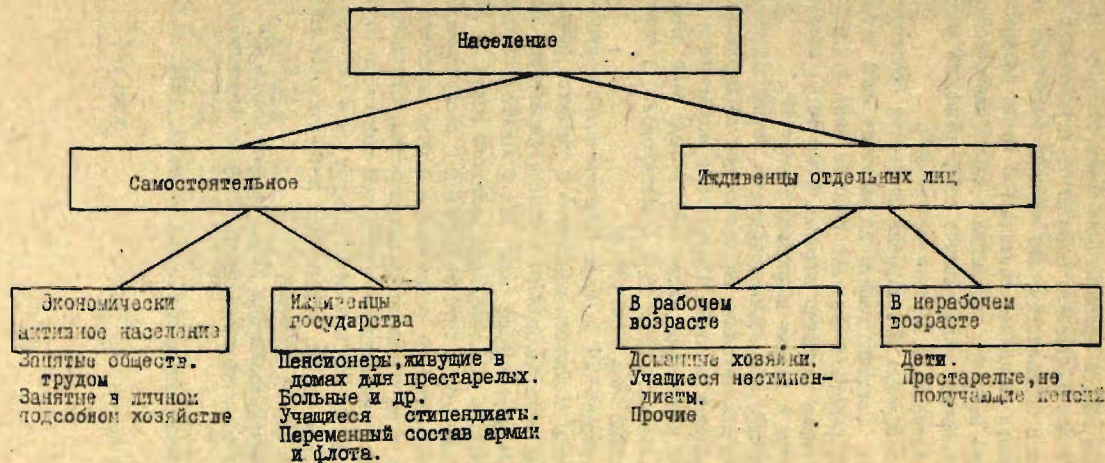 Население
Самостоятельное
Иждивенцы отдельных лиц
Экономически
активное население
Занятые обществ.
трудом
Занятые в личном
подсобном хозяйстве
Иждивенцы
государства
Пенсионеры, живущие в
домах для престарелых.
Больные и др.
Учащиеся стипендиаты.
Переменный состав армии
и флота.
В рабочем
возрасте
Домашние хозяйки.
Учащиеся нестипен-
диаты.
Прочие
В нерабочем
возрасте
Дети.
Престарелые, не
получающие пенсий